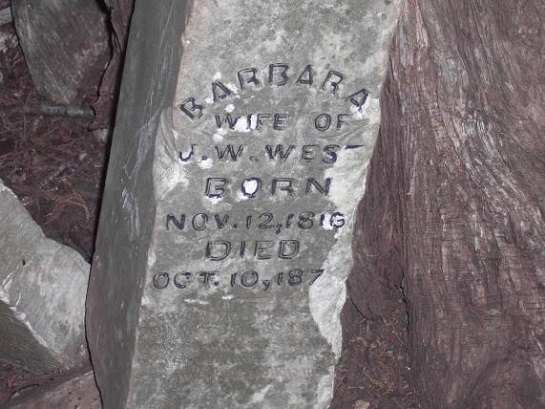 BARBARA
WIFE OF
J. W. WEST
BORN
NOV. 12, 1816
DIED
OCT. 10, 187